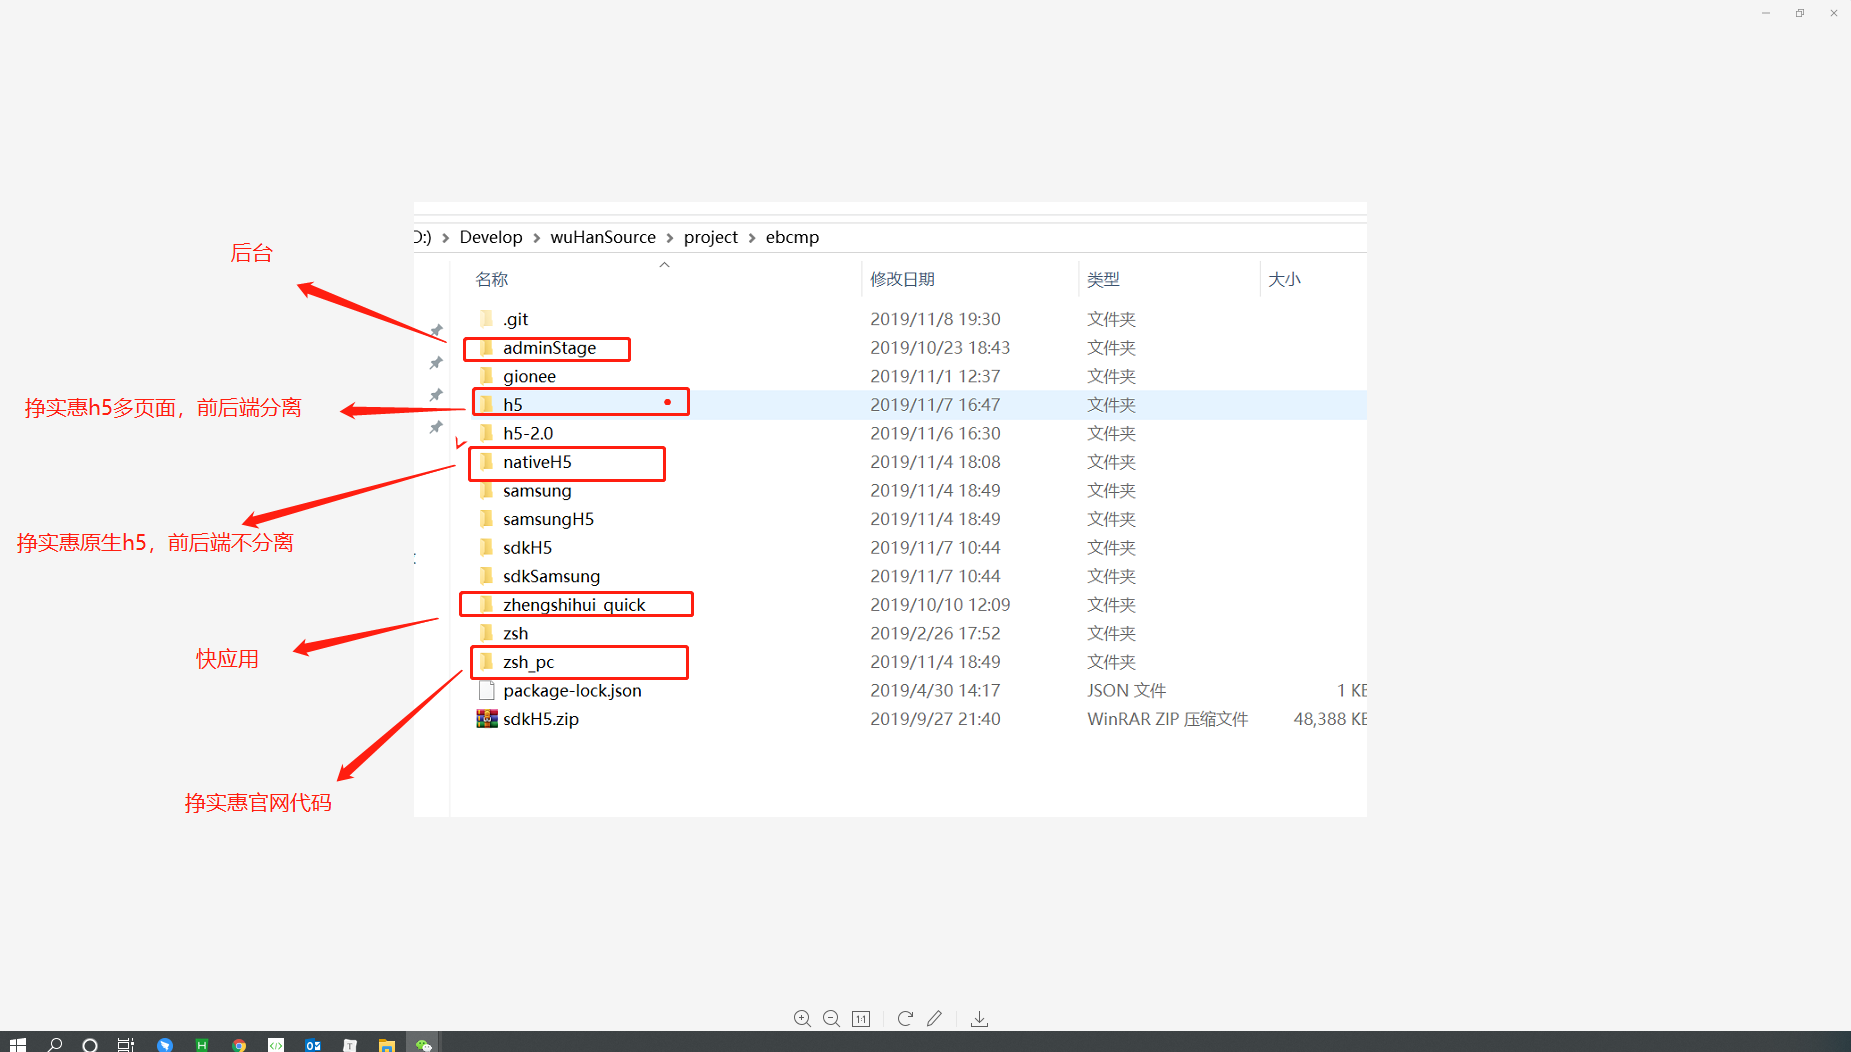 D:) > Develop > wuHanSource > project > ebcmp
后台
名称 修改日期 类型 大小
.git 2019/11/8 19:30 文件夹
adminStage 2019/10/23 18:43 文件夹
gionee 2019/11/1 12:37 文件夹
挣实惠h5多页面，前后端分离
h5 2019/11/7 16:47 文件夹
h5-2.0 2019/11/6 16:30 文件夹
nativeH5 2019/11/4 18:08 文件夹
samsung 2019/11/4 18:49 文件夹
samsungH5 2019/11/4 18:49 文件夹
挣实惠原生h5，前后端不分离
sdkH5 2019/11/7 10:44 文件夹
sdkSamsung 2019/11/7 10:44 文件夹
zhengshihui_quick 2019/10/10 12:09 文件夹
zsh 2019/2/26 17:52 文件夹
快应用
zsh_pc 2019/11/4 18:49 文件夹
package-lock.json 2019/4/30 14:17 JSON 文件 1 KB
sdkH5.zip 2019/9/27 21:40 WinRAR ZIP 压缩文件 48,388 KB
挣实惠官网代码
1:1